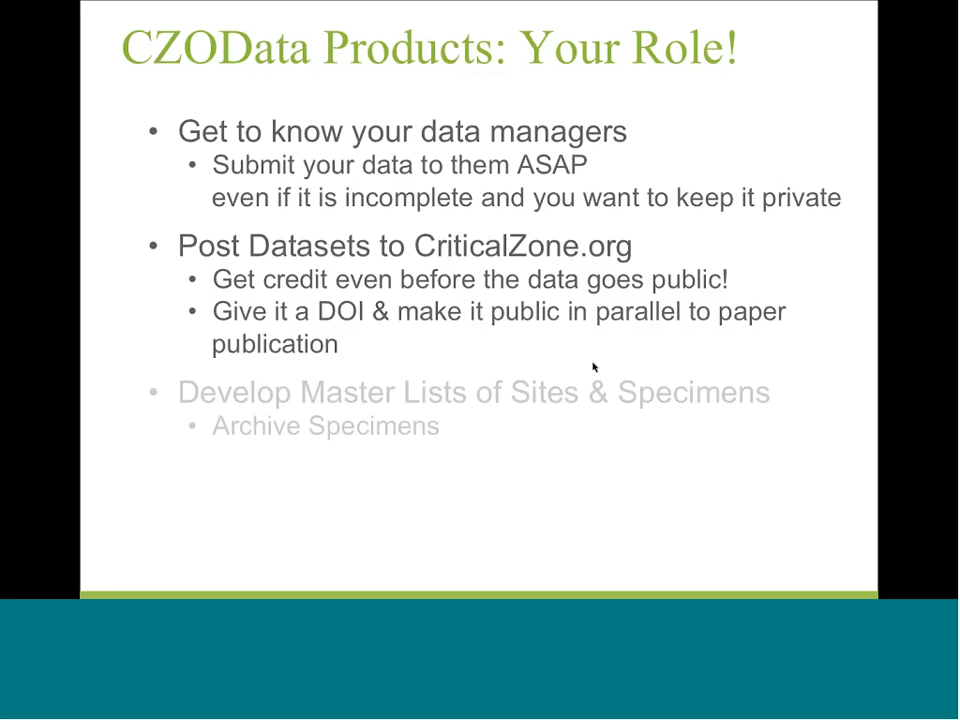 CZOData Products: Your Role!
• Get to know your data managers
• Submit your data to them ASAP
even if it is incomplete and you want to keep it private
• Post Datasets to CriticalZone.org
• Get credit even before the data goes public!
• Give it a DOI & make it public in parallel to paper
publication
• Develop Master Lists of Sites & Specimens
• Archive Specimens